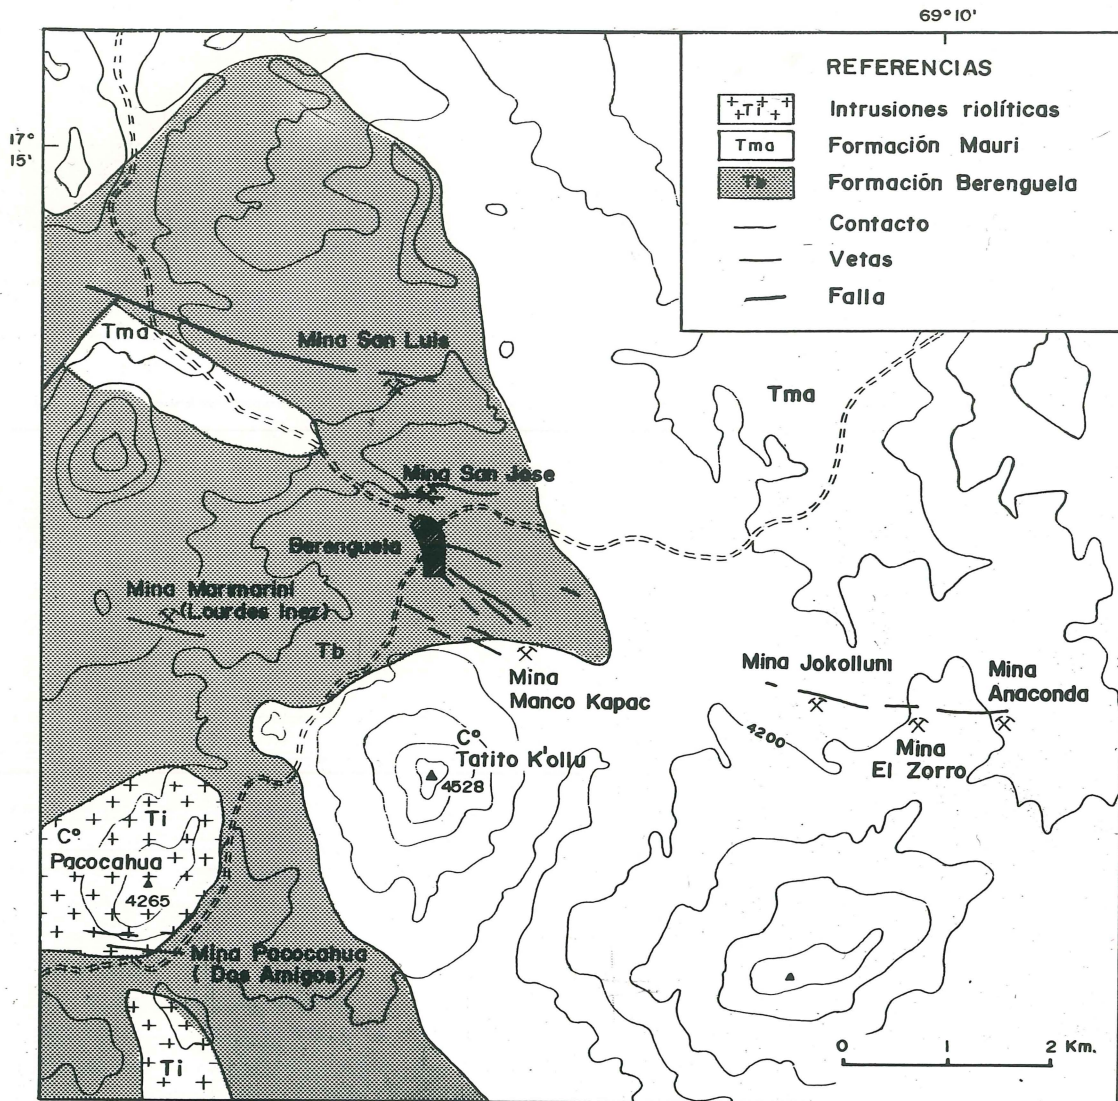 69°10'
17°
15'
REFERENCIAS
Ti
Intrusiones riolíticas
Tma
Formación Mauri
Tb
Formación Berenguela
Contacto
Vetas
Falla
Tma
Mina San Luis
Tma
Mina San Jose
Berenguela
Mina Marmarini
(Lourdes Inez)
Tb
Mina
Manco Kapac
Mina Jokolluni
Mina
Anaconda
4200
Mina
El Zorro
C°
Tatito K'ollu
4528
Ti
C°
Pacocahua
4265
Mina Pacocahua
( Dos Amigos)
Ti
0 1 2 Km.